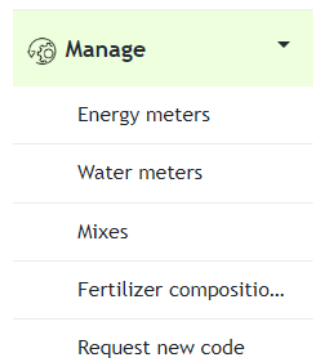 Manage
Energy meters
Water meters
Mixes
Fertilizer compositio...
Request new code